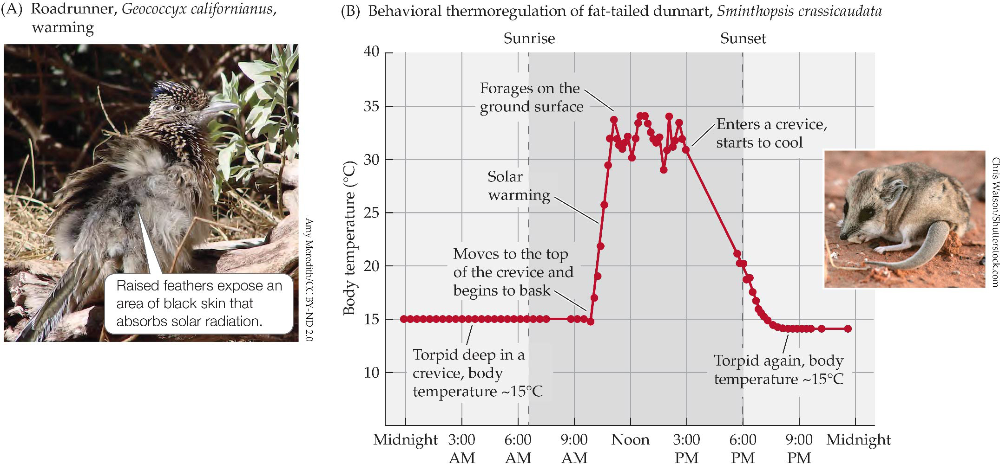 (A) Roadrunner, Geococcyx californianus,
warming
Raised feathers expose an
area of black skin that
absorbs solar radiation.
Amy Meredith/CC BY-ND 2.0
(B) Behavioral thermoregulation of fat-tailed dunnart, Sminthopsis crassicaudata
Sunrise
Sunset
Body temperature (°C)
40
35
30
25
20
15
10
Forages on the
ground surface
Enters a crevice,
starts to cool
Solar
warming
Moves to the top
of the crevice and
begins to bask
Torpid deep in a
crevice, body
temperature ~15°C
Torpid again, body
temperature ~15°C
Midnight 3:00 AM 6:00 AM 9:00 AM Noon 3:00 PM 6:00 PM 9:00 PM Midnight
Chris Watson/Shutterstock.com